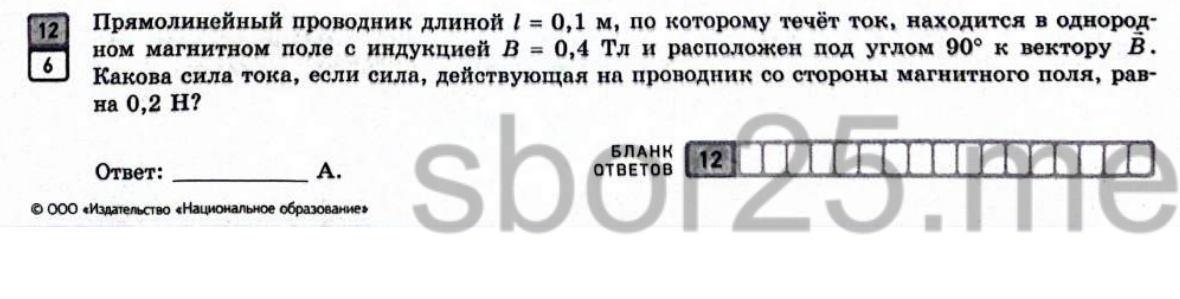 12
6
Прямолинейный проводник длиной l = 0,1 м, по которому течёт ток, находится в однород-
ном магнитном поле с индукцией B = 0,4 Тл и расположен под углом 90° к вектору B⃗.
Какова сила тока, если сила, действующая на проводник со стороны магнитного поля, рав-
на 0,2 Н?
Ответ: __________ А.
БЛАНК
ОТВЕТОВ
12
© ООО «Издательство «Национальное образование»
sbor25.me